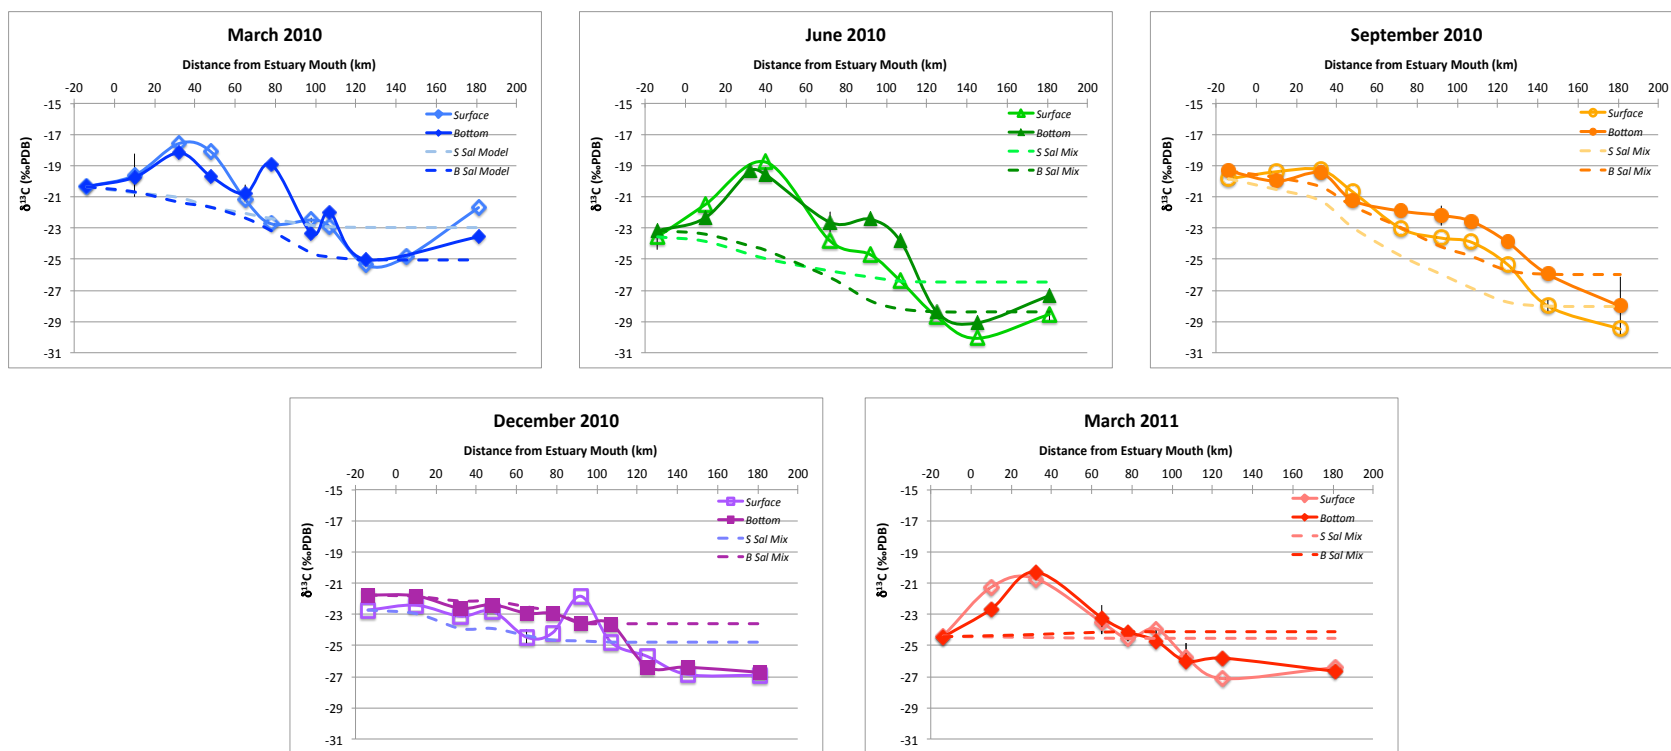 March 2010
Distance from Estuary Mouth (km)
-20 0 20 40 60 80 100 120 140 160 180 200
-15
-17
-19
-21
-23
-25
-27
-29
-31
δ¹³C (‰PDB)
Surface
Bottom
S Sal Model
B Sal Model
June 2010
Distance from Estuary Mouth (km)
-20 0 20 40 60 80 100 120 140 160 180 200
-15
-17
-19
-21
-23
-25
-27
-29
-31
δ¹³C (‰PDB)
Surface
Bottom
S Sal Mix
B Sal Mix
September 2010
Distance from Estuary Mouth (km)
-20 0 20 40 60 80 100 120 140 160 180 200
-15
-17
-19
-21
-23
-25
-27
-29
-31
δ¹³C (‰PDB)
Surface
Bottom
S Sal Mix
B Sal Mix
December 2010
Distance from Estuary Mouth (km)
-20 0 20 40 60 80 100 120 140 160 180 200
-15
-17
-19
-21
-23
-25
-27
-29
-31
δ¹³C (‰PDB)
Surface
Bottom
S Sal Mix
B Sal Mix
March 2011
Distance from Estuary Mouth (km)
-20 0 20 40 60 80 100 120 140 160 180 200
-15
-17
-19
-21
-23
-25
-27
-29
-31
δ¹³C (‰PDB)
Surface
Bottom
S Sal Mix
B Sal Mix